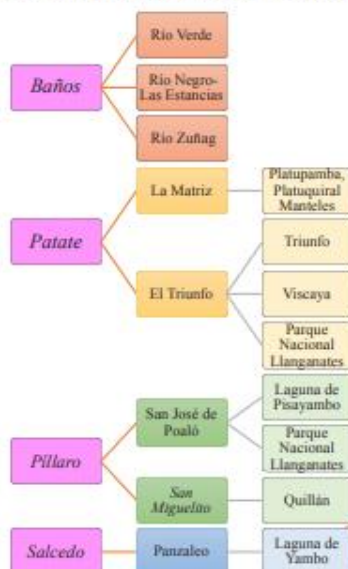 Baños
Río Verde
Río Negro-
Las Estancias
Río Zuñag
Patate
La Matriz
Platupamba,
Platuquiral
Manteles
El Triunfo
Triunfo
Viscaya
Parque
Nacional
Llanganates
Píllaro
San José de
Poaló
Laguna de
Pisayambo
Parque
Nacional
Llanganates
San
Miguelito
Quillán
Salcedo
Panzaleo
Laguna de
Yambo